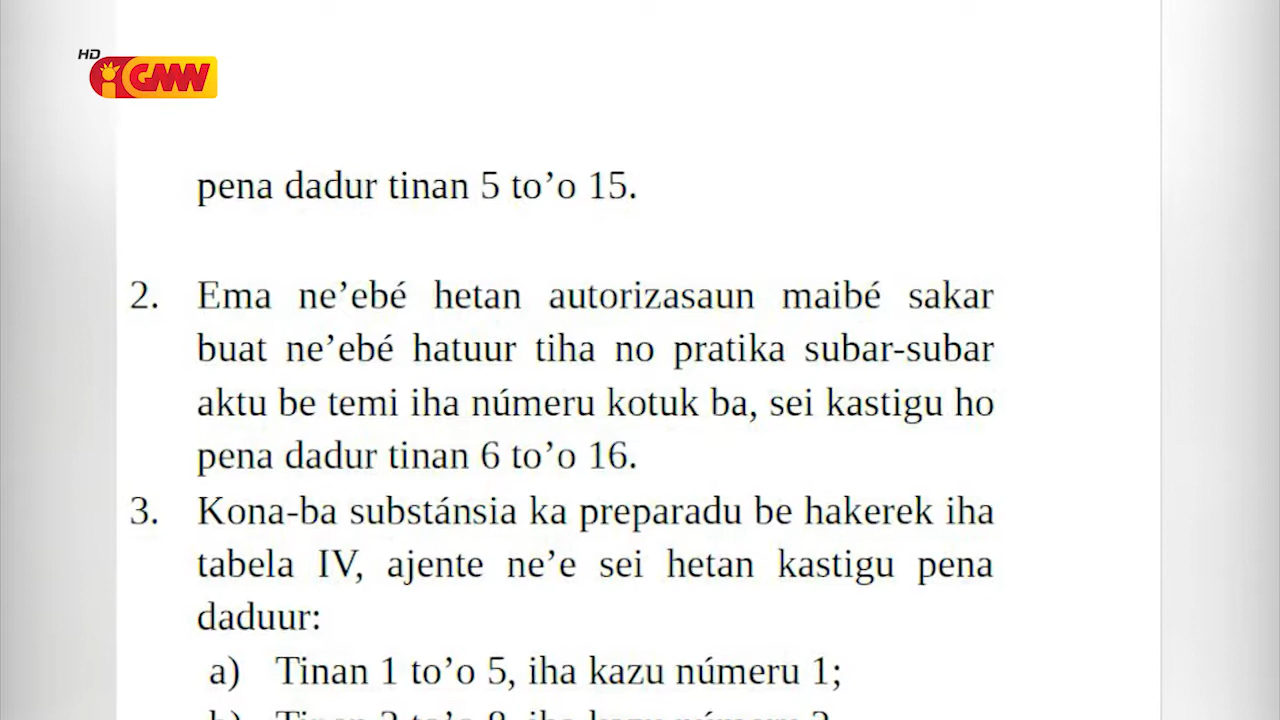 HD
GMN
pena dadur tinan 5 to’o 15.
2. Ema ne’ebé hetan autorizasaun maibé sakar
buat ne’ebé hatuur tiha no pratika subar-subar
aktu be temi iha númeru kotuk ba, sei kastigu ho
pena dadur tinan 6 to’o 16.
3. Kona-ba substánsia ka preparadu be hakerek iha
tabela IV, ajente ne’e sei hetan kastigu pena
daduur:
a) Tinan 1 to’o 5, iha kazu númeru 1;